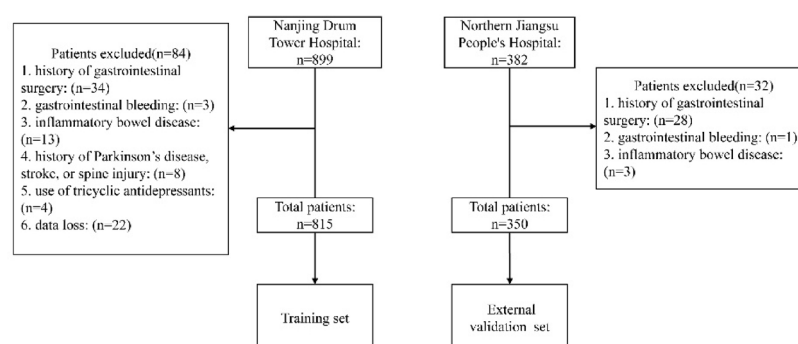 Patients excluded(n=84)
1. history of gastrointestinal
surgery: (n=34)
2. gastrointestinal bleeding: (n=3)
3. inflammatory bowel disease:
(n=13)
4. history of Parkinson's disease,
stroke, or spine injury: (n=8)
5. use of tricyclic antidepressants:
(n=4)
6. data loss: (n=22)
Nanjing Drum
Tower Hospital:
n=899
Total patients:
n=815
Training set
Northern Jiangsu
People's Hospital:
n=382
Total patients:
n=350
External
validation set
Patients excluded(n=32)
1. history of gastrointestinal
surgery: (n=28)
2. gastrointestinal bleeding: (n=1)
3. inflammatory bowel disease:
(n=3)